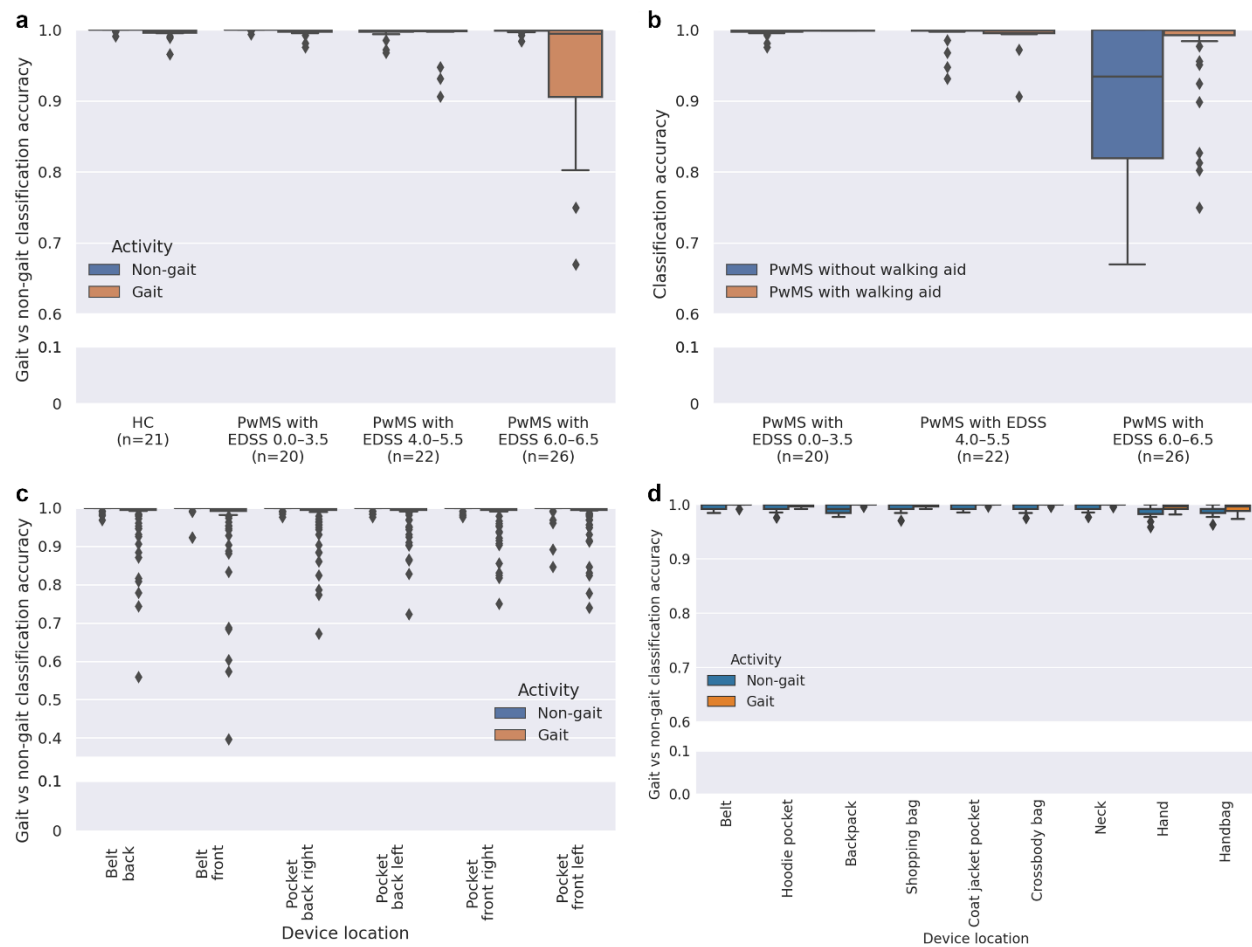 a
Gait vs non-gait classification accuracy
1.0
0.9
0.8
0.7
0.6
0.1
0
Activity
Non-gait
Gait
HC
(n=21)
PwMS with
EDSS 0.0–3.5
(n=20)
PwMS with
EDSS 4.0–5.5
(n=22)
PwMS with
EDSS 6.0–6.5
(n=26)
b
Classification accuracy
1.0
0.9
0.8
0.7
0.6
0.1
0
PwMS without walking aid
PwMS with walking aid
PwMS with
EDSS 0.0–3.5
(n=20)
PwMS with EDSS
4.0–5.5
(n=22)
PwMS with
EDSS 6.0–6.5
(n=26)
c
Gait vs non-gait classification accuracy
1.0
0.9
0.8
0.7
0.6
0.5
0.4
0.1
0
Activity
Non-gait
Gait
Belt
back
Belt
front
Pocket
back right
Pocket
back left
Pocket
front right
Pocket
front left
Device location
d
Gait vs non-gait classification accuracy
1.0
0.9
0.8
0.7
0.6
0.1
0.0
Activity
Non-gait
Gait
Belt
Hoodie pocket
Backpack
Shopping bag
Coat jacket pocket
Crossbody bag
Neck
Hand
Handbag
Device location